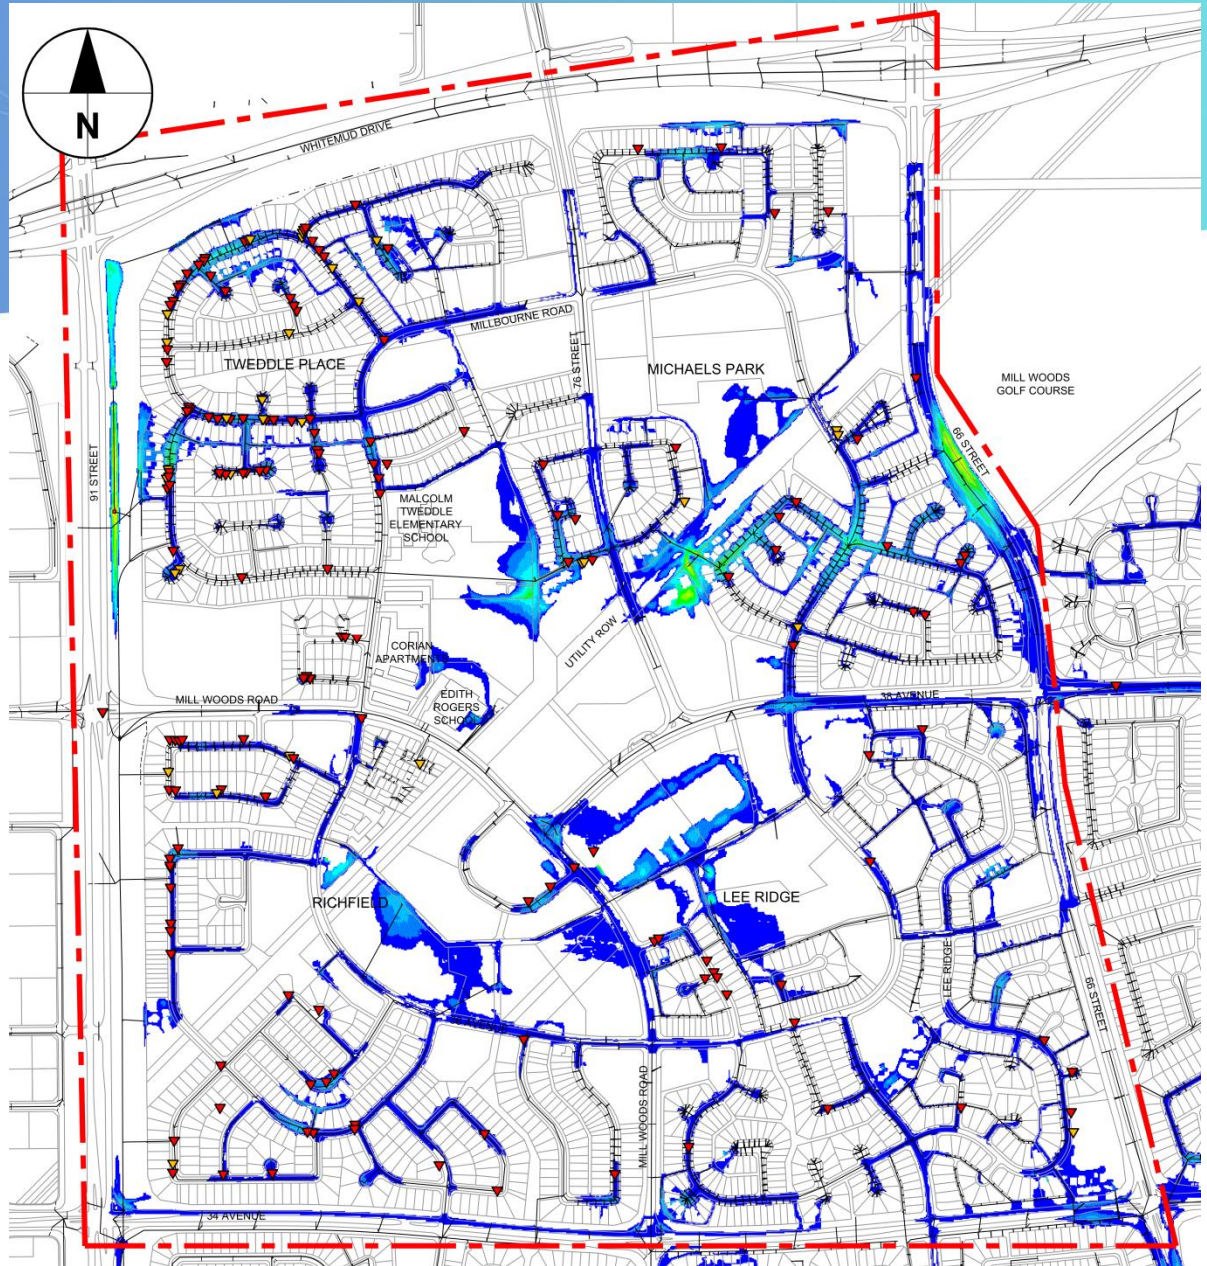 N
WHITEMUD DRIVE
MILLBOURNE ROAD
TWEDDLE PLACE
76 STREET
MICHAELS PARK
MILL WOODS
GOLF COURSE
66 STREET
91 STREET
MALCOLM
TWEDDLE
ELEMENTARY
SCHOOL
UTILITY ROW
CORIAN
APARTMENTS
EDITH
ROGERS
SCHOOL
MILL WOODS ROAD
38 AVENUE
RICHFIELD
LEE RIDGE
LEE RIDGE
66 STREET
MILL WOODS ROAD
34 AVENUE